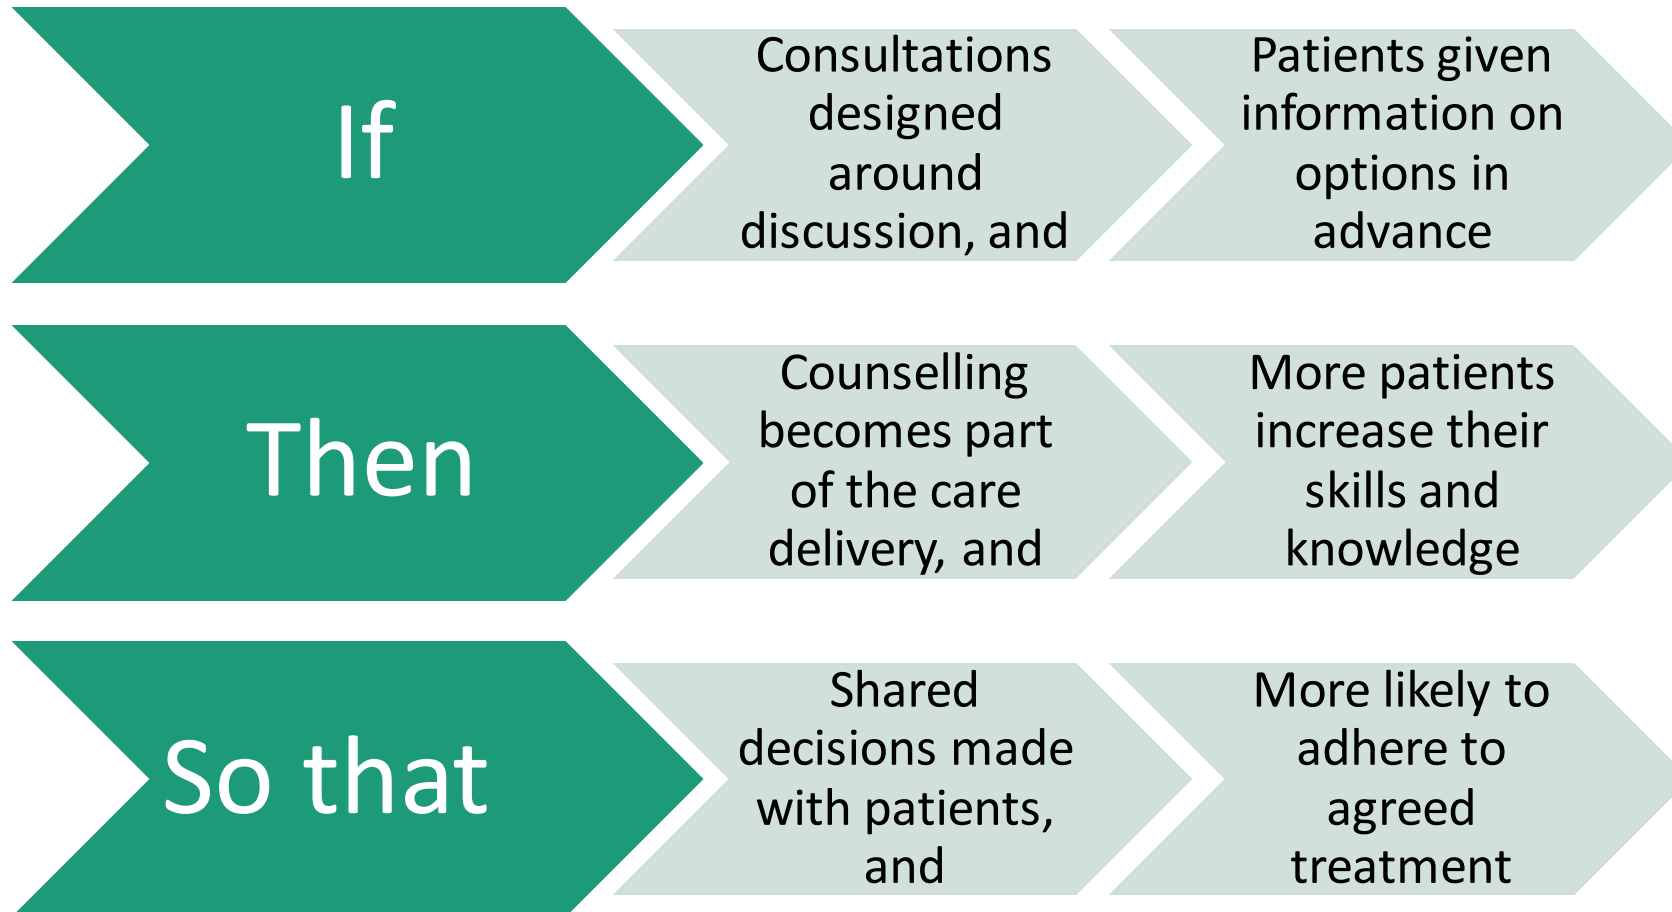 If
Consultations
designed
around
discussion, and
Patients given
information on
options in
advance
Then
Counselling
becomes part
of the care
delivery, and
More patients
increase their
skills and
knowledge
So that
Shared
decisions made
with patients,
and
More likely to
adhere to
agreed
treatment